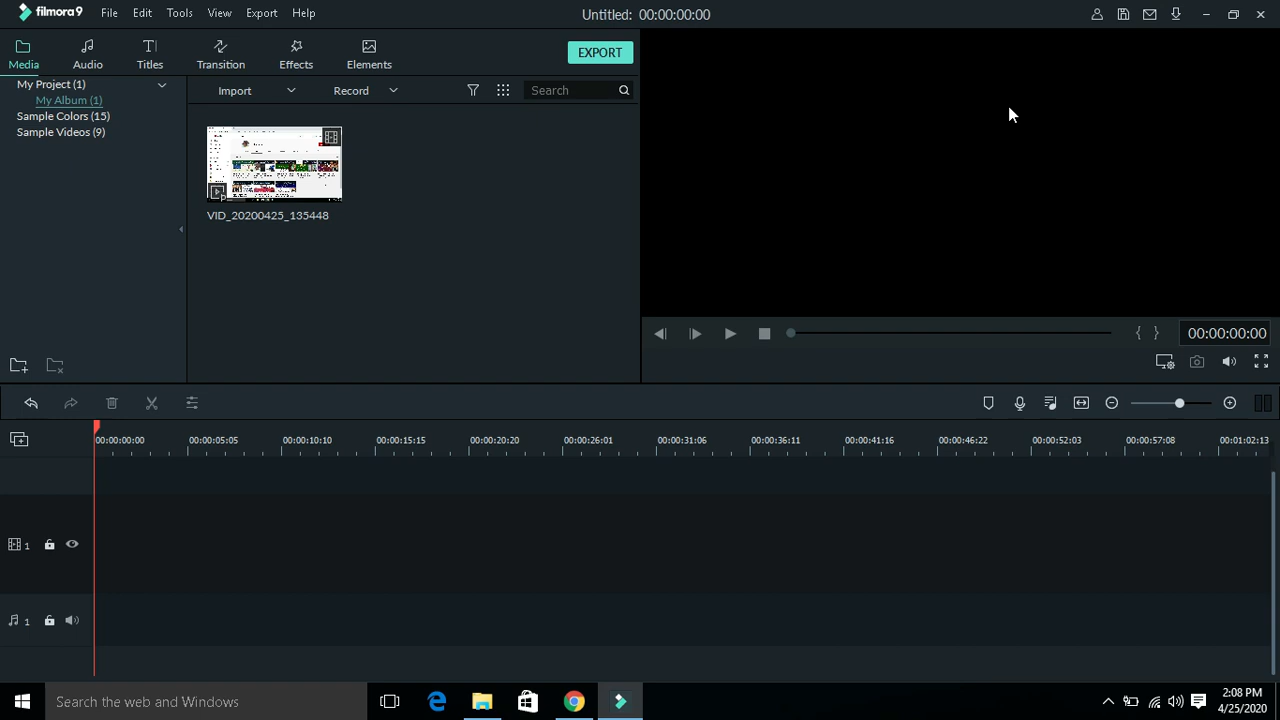 filmora9 File Edit Tools View Export Help Untitled: 00:00:00:00
Media Audio Titles Transition Effects Elements EXPORT
My Project (1)
My Album (1)
Sample Colors (15)
Sample Videos (9)
Import Record Search
VID_20200425_135448
00:00:00:00
00:00:00:00 00:00:05:05 00:00:10:10 00:00:15:15 00:00:20:20 00:00:26:01 00:00:31:06 00:00:36:11 00:00:41:16 00:00:46:22 00:00:52:03 00:00:57:08 00:01:02:13
1
1
Search the web and Windows
2:08 PM
4/25/2020